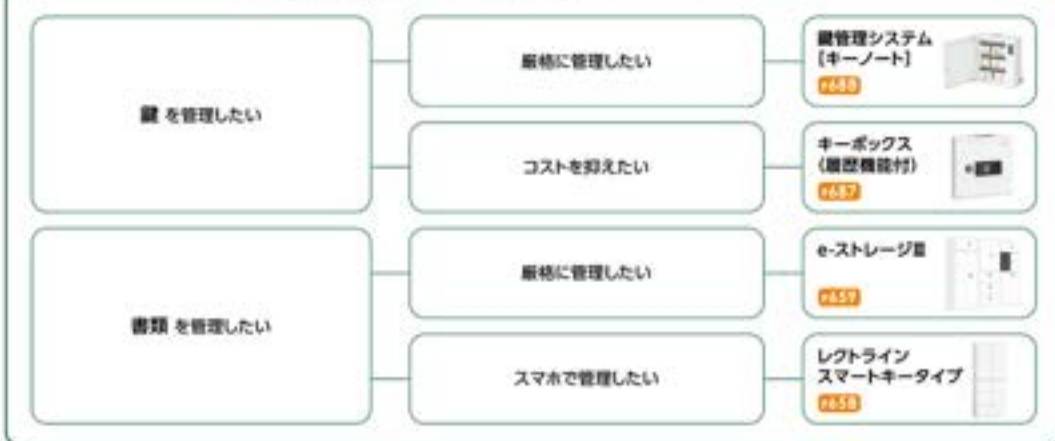 鍵 を管理したい
厳格に管理したい
鍵管理システム
[キーノート]
P.688
コストを抑えたい
キーボックス
(履歴機能付)
P.687
書類 を管理したい
厳格に管理したい
e-ストレージⅢ
P.659
スマホで管理したい
レクトライン
スマートキータイプ
P.658